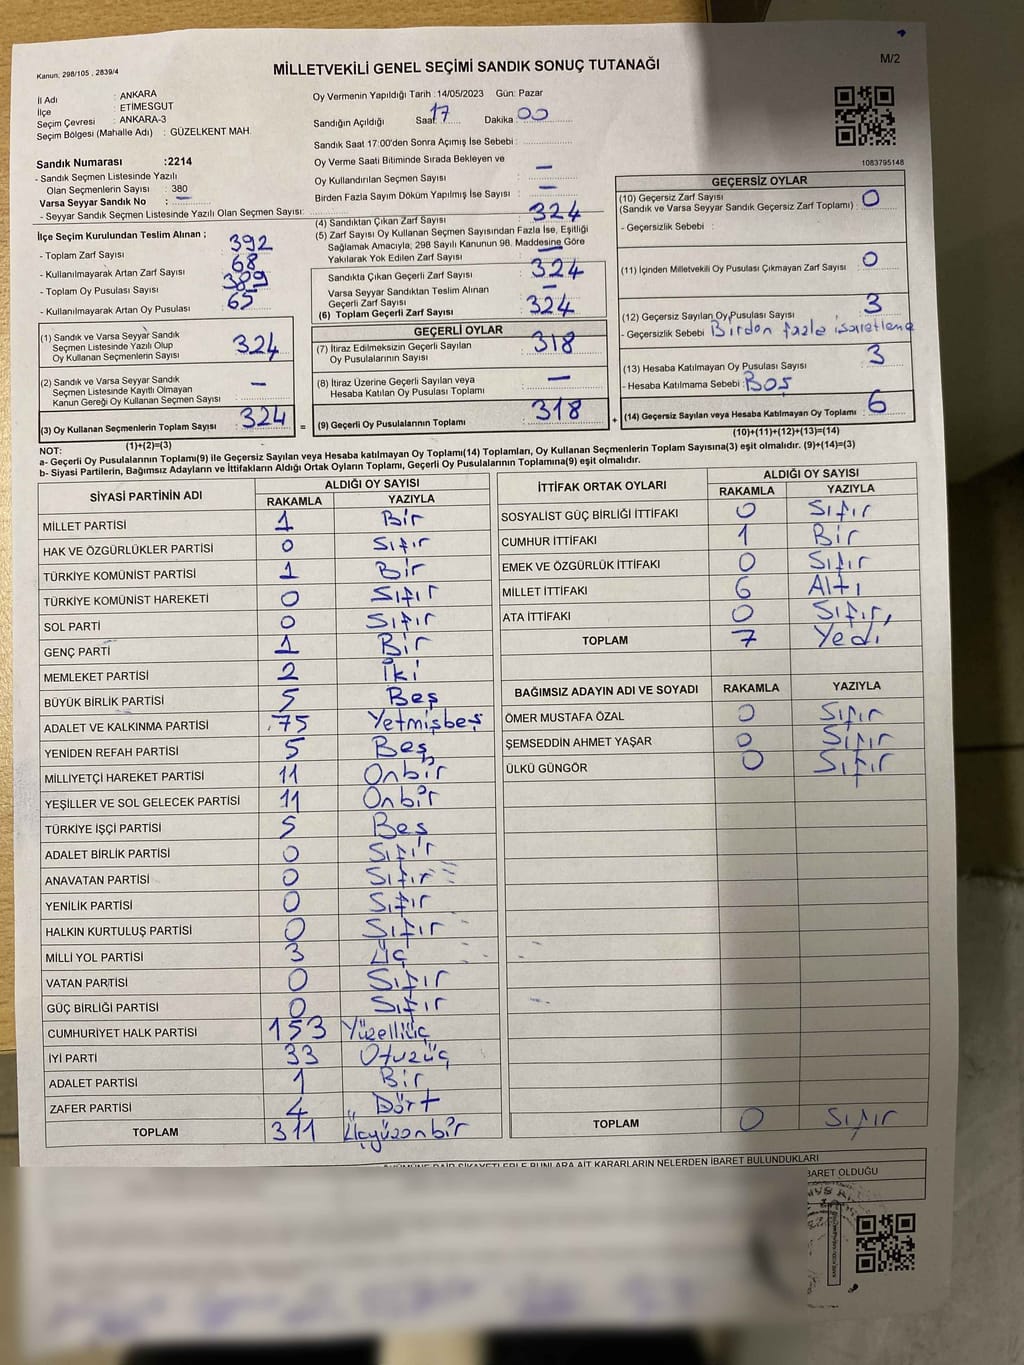 Kanun, 298/105 , 2839/4
M/2
MİLLETVEKİLİ GENEL SEÇİMİ SANDIK SONUÇ TUTANAĞI
İl Adı : ANKARA
İlçe : ETİMESGUT
Seçim Çevresi : ANKARA-3
Seçim Bölgesi (Mahalle Adı) : GÜZELKENT MAH.
Oy Vermenin Yapıldığı Tarih :14/05/2023 Gün: Pazar
Sandığın Açıldığı Saat 17 Dakika 00
Sandık Saat 17:00'den Sonra Açımış İse Sebebi :
Oy Verme Saati Bitiminde Sırada Bekleyen ve
Oy Kullandırılan Seçmen Sayısı : —
Birden Fazla Sayım Döküm Yapılmış İse Sayısı : —
1083795148
Sandık Numarası :2214
- Sandık Seçmen Listesinde Yazılı
Olan Seçmenlerin Sayısı : 380
Varsa Seyyar Sandık No : —
- Seyyar Sandık Seçmen Listesinde Yazılı Olan Seçmen Sayısı:
İlçe Seçim Kurulundan Teslim Alınan ;
- Toplam Zarf Sayısı : 392
- Kullanılmayarak Artan Zarf Sayısı : 68
- Toplam Oy Pusulası Sayısı : 389
- Kullanılmayarak Artan Oy Pusulası : 65
(1) Sandık ve Varsa Seyyar Sandık
Seçmen Listesinde Yazılı Olup
Oy Kullanan Seçmenlerin Sayısı : 324
(2) Sandık ve Varsa Seyyar Sandık
Seçmen Listesinde Kayıtlı Olmayan
Kanun Gereği Oy Kullanan Seçmen Sayısı : —
(3) Oy Kullanan Seçmenlerin Toplam Sayısı : 324
(1)+(2)=(3)
(4) Sandıktan Çıkan Zarf Sayısı : 324
(5) Zarf Sayısı Oy Kullanan Seçmen Sayısından Fazla İse, Eşitliği
Sağlamak Amacıyla, 298 Sayılı Kanunun 98. Maddesine Göre
Yakılarak Yok Edilen Zarf Sayısı : —
Sandıkta Çıkan Geçerli Zarf Sayısı : 324
Varsa Seyyar Sandıktan Teslim Alınan
Geçerli Zarf Sayısı : —
(6) Toplam Geçerli Zarf Sayısı : 324
GEÇERLİ OYLAR
(7) İtiraz Edilmeksizin Geçerli Sayılan
Oy Pusulalarının Sayısı : 318
(8) İtiraz Üzerine Geçerli Sayılan veya
Hesaba Katılan Oy Pusulası Toplamı : —
= (9) Geçerli Oy Pusulalarının Toplamı : 318 +
GEÇERSİZ OYLAR
(10) Geçersiz Zarf Sayısı : 0
(Sandık ve Varsa Seyyar Sandık Geçersiz Zarf Toplamı)
- Geçersizlik Sebebi :
(11) İçinden Milletvekili Oy Pusulası Çıkmayan Zarf Sayısı : 0
(12) Geçersiz Sayılan Oy Pusulası Sayısı : 3
- Geçersizlik Sebebi : Birden fazla işaretleme
(13) Hesaba Katılmayan Oy Pusulası Sayısı : 3
- Hesaba Katılmama Sebebi : BOŞ
(14) Geçersiz Sayılan veya Hesaba Katılmayan Oy Toplamı : 6
(10)+(11)+(12)+(13)=(14)
NOT:
a- Geçerli Oy Pusulalarının Toplamı(9) ile Geçersiz Sayılan veya Hesaba katılmayan Oy Toplamı(14) Toplamları, Oy Kullanan Seçmenlerin Toplam Sayısına(3) eşit olmalıdır. (9)+(14)=(3)
b- Siyasi Partilerin, Bağımsız Adayların ve İttifakların Aldığı Ortak Oyların Toplamı, Geçerli Oy Pusulalarının Toplamına(9) eşit olmalıdır.
SİYASİ PARTİNİN ADI ALDIĞI OY SAYISI
RAKAMLA YAZIYLA
MİLLET PARTİSİ 1 Bir
HAK VE ÖZGÜRLÜKLER PARTİSİ 0 Sıfır
TÜRKİYE KOMÜNİST PARTİSİ 1 Bir
TÜRKİYE KOMÜNİST HAREKETİ 0 Sıfır
SOL PARTİ 0 Sıfır
GENÇ PARTİ 1 Bir
MEMLEKET PARTİSİ 2 İki
BÜYÜK BİRLİK PARTİSİ 5 Beş
ADALET VE KALKINMA PARTİSİ 75 Yetmişbeş
YENİDEN REFAH PARTİSİ 5 Beş
MİLLİYETÇİ HAREKET PARTİSİ 11 Onbir
YEŞİLLER VE SOL GELECEK PARTİSİ 11 Onbir
TÜRKİYE İŞÇİ PARTİSİ 5 Beş
ADALET BİRLİK PARTİSİ 0 Sıfır
ANAVATAN PARTİSİ 0 Sıfır
YENİLİK PARTİSİ 0 Sıfır
HALKIN KURTULUŞ PARTİSİ 0 Sıfır
MİLLİ YOL PARTİSİ 3 Üç
VATAN PARTİSİ 0 Sıfır
GÜÇ BİRLİĞİ PARTİSİ 0 Sıfır
CUMHURİYET HALK PARTİSİ 153 Yüzelliüç
İYİ PARTİ 33 Otuzüç
ADALET PARTİSİ 1 Bir
ZAFER PARTİSİ 4 Dört
TOPLAM 311 Üçyüzonbir
İTTİFAK ORTAK OYLARI ALDIĞI OY SAYISI
RAKAMLA YAZIYLA
SOSYALİST GÜÇ BİRLİĞİ İTTİFAKI 0 Sıfır
CUMHUR İTTİFAKI 1 Bir
EMEK VE ÖZGÜRLÜK İTTİFAKI 0 Sıfır
MİLLET İTTİFAKI 6 Altı
ATA İTTİFAKI 0 Sıfır
TOPLAM 7 Yedi
BAĞIMSIZ ADAYIN ADI VE SOYADI RAKAMLA YAZIYLA
ÖMER MUSTAFA ÖZAL 0 Sıfır
ŞEMSEDDİN AHMET YAŞAR 0 Sıfır
ÜLKÜ GÜNGÖR 0 Sıfır
TOPLAM 0 Sıfır
DAİR ŞİKAYETLERLE BUNLARA AİT KARARLARIN NELERDEN İBARET BULUNDUKLARI
BARET OLDUĞU